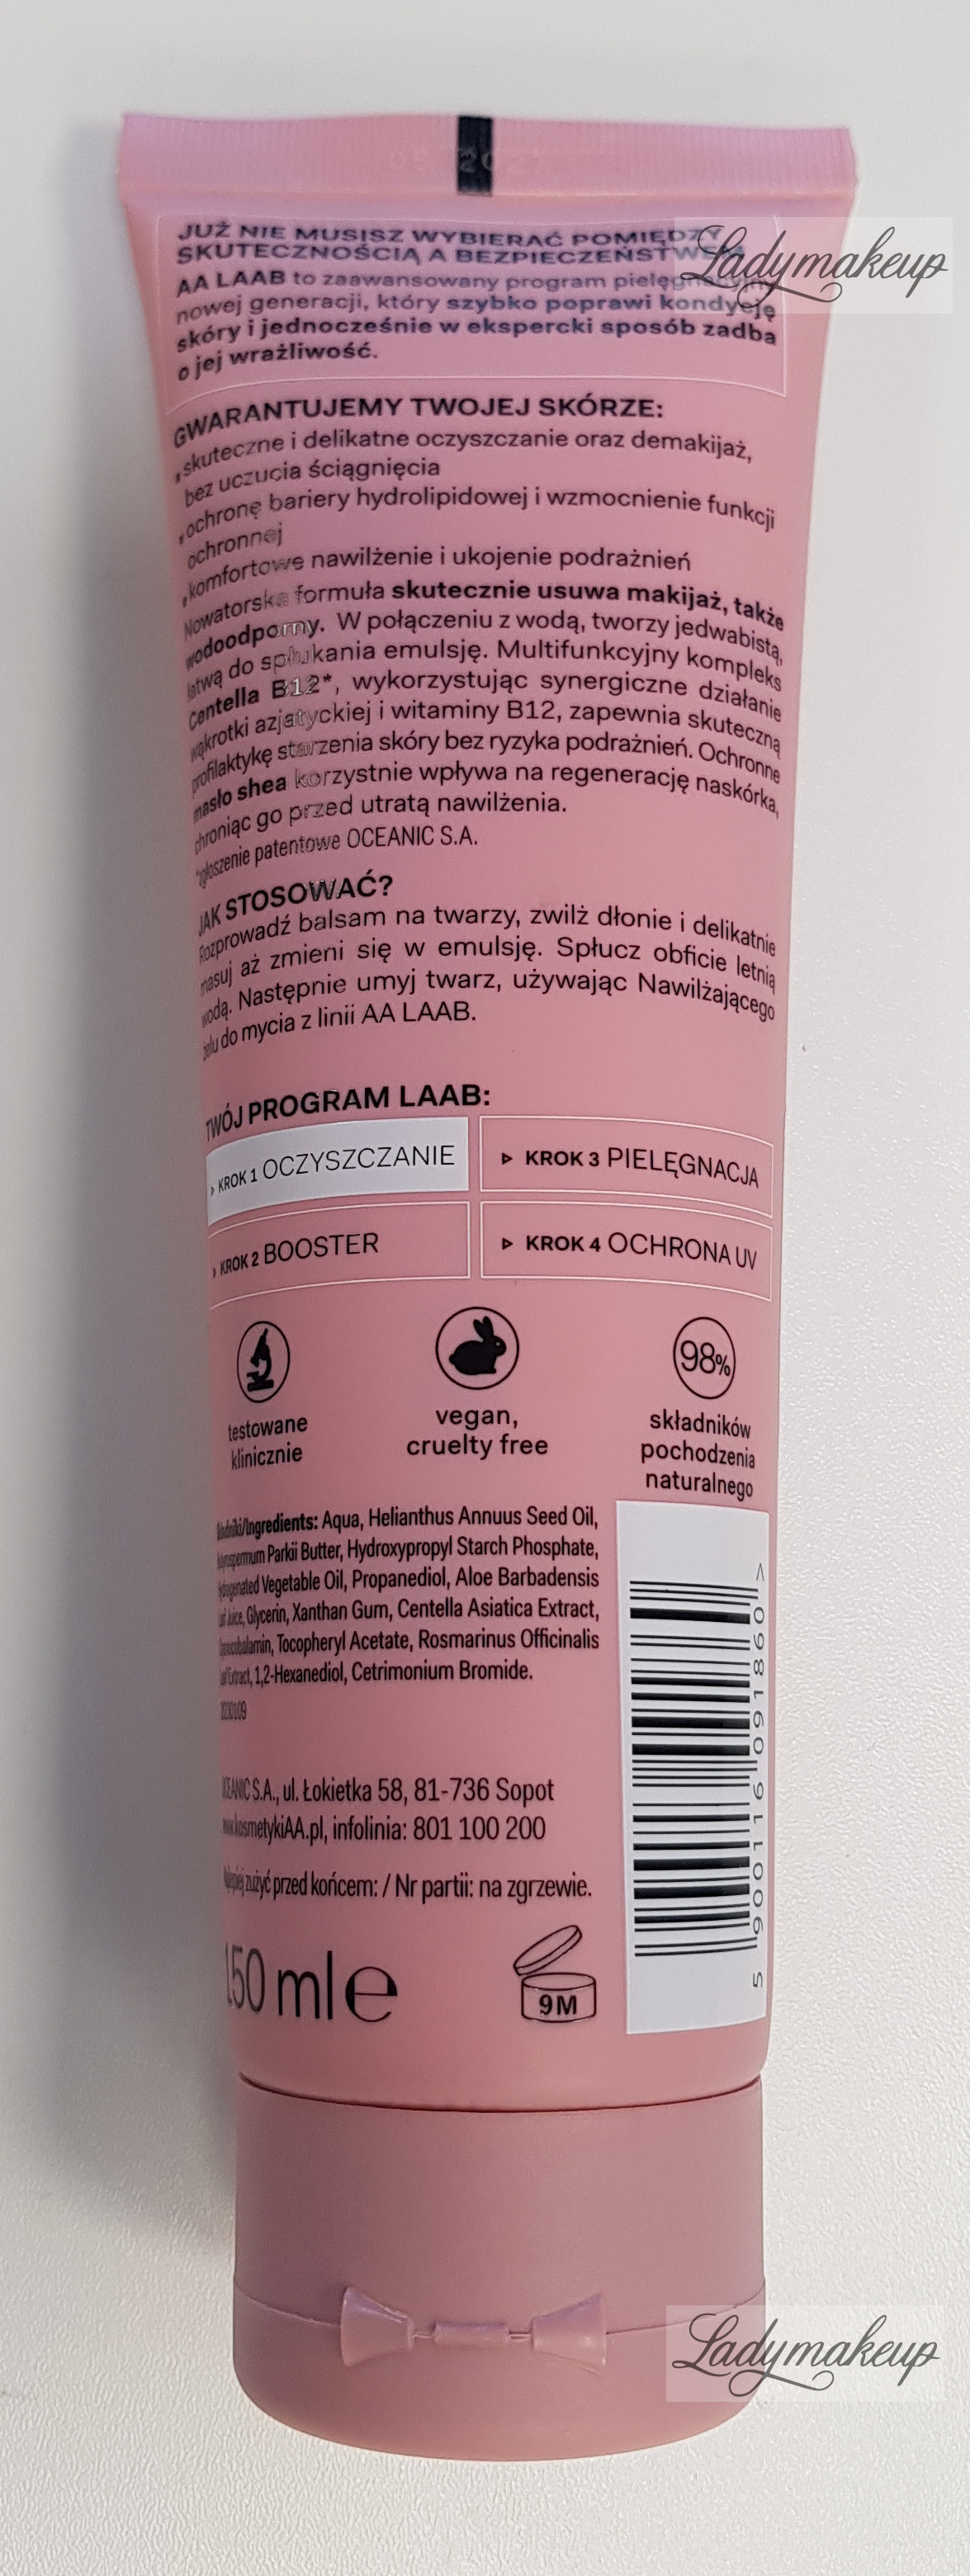 JUŻ NIE MUSISZ WYBIERAĆ POMIĘDZY
SKUTECZNOŚCIĄ A BEZPIECZEŃSTWEM
Ladymakeup
AA LAAB to zaawansowany program pielęgnacyjny
nowej generacji, który szybko poprawi kondycję
skóry i jednocześnie w ekspercki sposób zadba
o jej wrażliwość.
GWARANTUJEMY TWOJEJ SKÓRZE:
skuteczne i delikatne oczyszczanie oraz demakijaż,
bez uczucia ściągnięcia
ochronę bariery hydrolipidowej i wzmocnienie funkcji
ochronnej
komfortowe nawilżenie i ukojenie podrażnień
Nowatorska formuła skutecznie usuwa makijaż, także
wodoodporny. W połączeniu z wodą, tworzy jedwabistą,
łatwą do spłukania emulsję. Multifunkcyjny kompleks
Centella B12*, wykorzystując synergiczne działanie
wąkrotki azjatyckiej i witaminy B12, zapewnia skuteczną
profilaktykę starzenia skóry bez ryzyka podrażnień. Ochronne
masło shea korzystnie wpływa na regenerację naskórka,
chroniąc go przed utratą nawilżenia.
*zgłoszenie patentowe OCEANIC S.A.
JAK STOSOWAĆ?
Rozprowadź balsam na twarzy, zwilż dłonie i delikatnie
masuj aż zmieni się w emulsję. Spłucz obficie letnią
wodą. Następnie umyj twarz, używając Nawilżającego
żelu do mycia z linii AA LAAB.
TWÓJ PROGRAM LAAB:
KROK 1 OCZYSZCZANIE
KROK 3 PIELĘGNACJA
KROK 2 BOOSTER
KROK 4 OCHRONA UV
98%
testowane
klinicznie
vegan,
cruelty free
składników
pochodzenia
naturalnego
Składniki/Ingredients: Aqua, Helianthus Annuus Seed Oil,
Parkii Butter, Hydroxypropyl Starch Phosphate,
Hydrogenated Vegetable Oil, Propanediol, Aloe Barbadensis
Leaf Juice, Glycerin, Xanthan Gum, Centella Asiatica Extract,
Cyanocobalamin, Tocopheryl Acetate, Rosmarinus Officinalis
Leaf Extract, 1,2-Hexanediol, Cetrimonium Bromide.
OCEANIC S.A., ul. Łokietka 58, 81-736 Sopot
www.kosmetykiAA.pl, infolinia: 801 100 200
Najlepiej zużyć przed końcem: / Nr partii: na zgrzewie.
150 ml e
9M
5 900116 091860 >
Ladymakeup